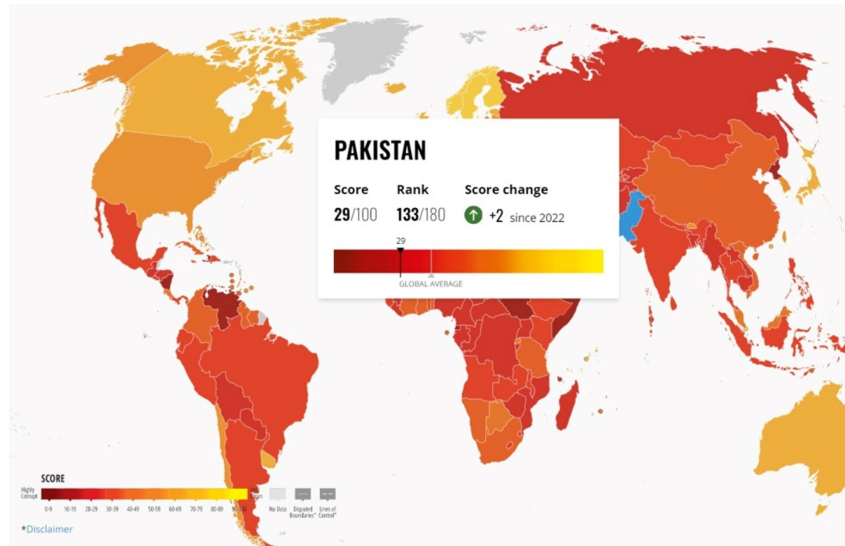 PAKISTAN
Score Rank Score change
29/100 133/180 +2 since 2022
29
GLOBAL AVERAGE
SCORE
Highly
Corrupt
0-9 10-19 20-29 30-39 40-49 50-59 60-69 70-79 80-89
No Data
Disputed
Boundaries*
Lines of
Control*
*Disclaimer